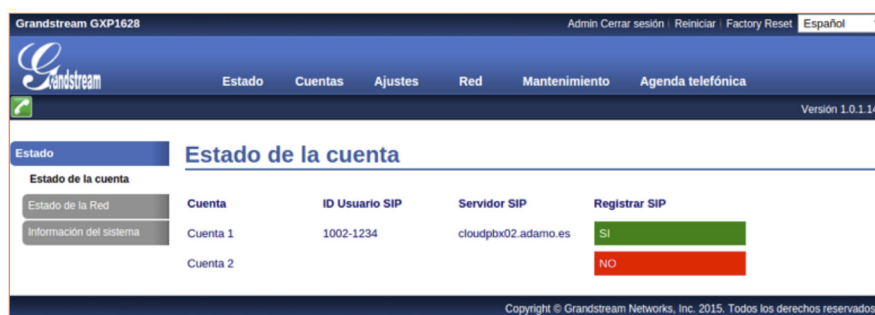 Grandstream GXP1628
Admin Cerrar sesión | Reiniciar | Factory Reset Español
Grandstream
Estado Cuentas Ajustes Red Mantenimiento Agenda telefónica
Versión 1.0.1.14
Estado
Estado de la cuenta
Estado de la Red
Información del sistema
Estado de la cuenta
Cuenta ID Usuario SIP Servidor SIP Registrar SIP
Cuenta 1 1002-1234 cloudpbx02.adamo.es SI
Cuenta 2 NO
Copyright © Grandstream Networks, Inc. 2015. Todos los derechos reservados